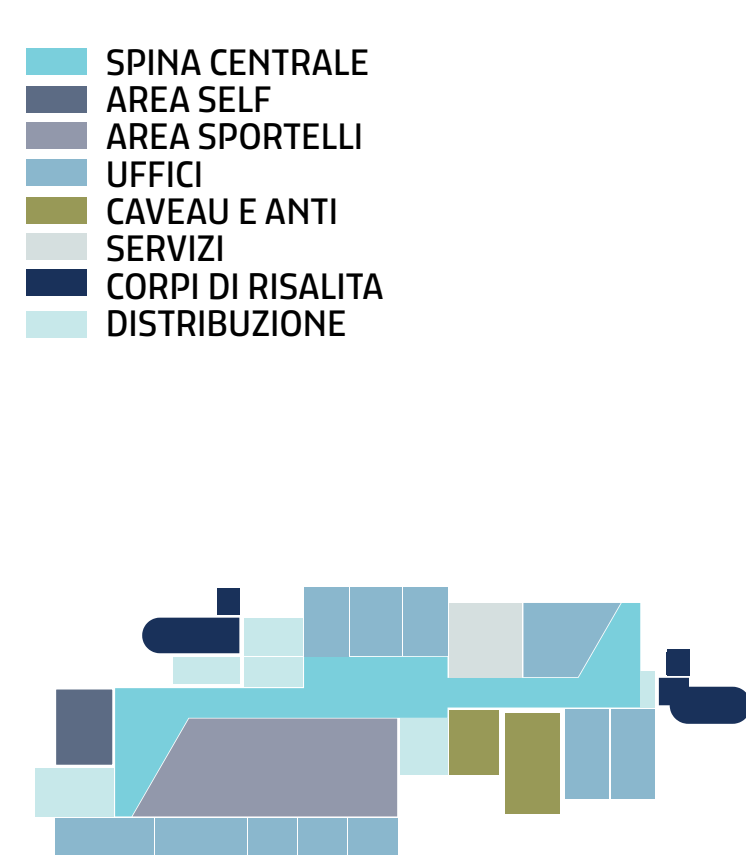 SPINA CENTRALE
AREA SELF
AREA SPORTELLI
UFFICI
CAVEAU E ANTI
SERVIZI
CORPI DI RISALITA
DISTRIBUZIONE